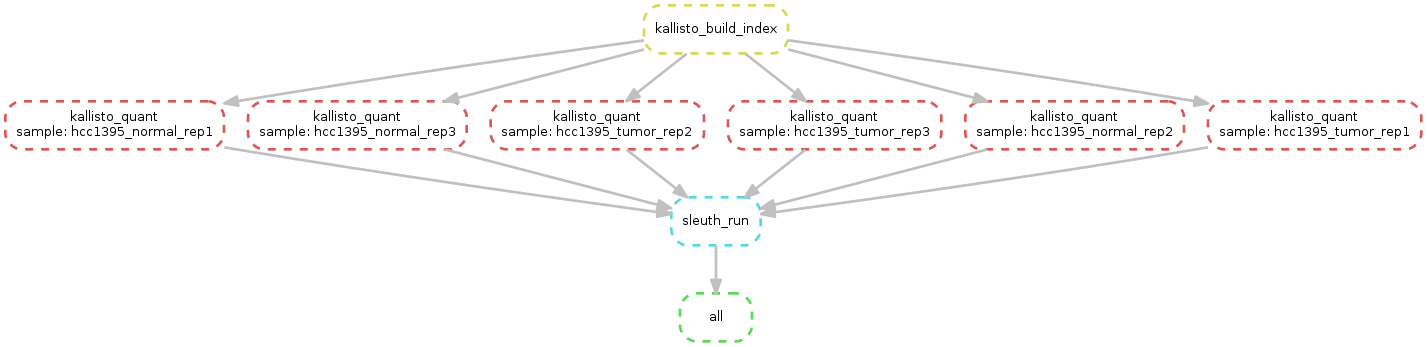 kallisto_build_index
kallisto_quant
sample: hcc1395_normal_rep1
kallisto_quant
sample: hcc1395_normal_rep3
kallisto_quant
sample: hcc1395_tumor_rep2
kallisto_quant
sample: hcc1395_tumor_rep3
kallisto_quant
sample: hcc1395_normal_rep2
kallisto_quant
sample: hcc1395_tumor_rep1
sleuth_run
all